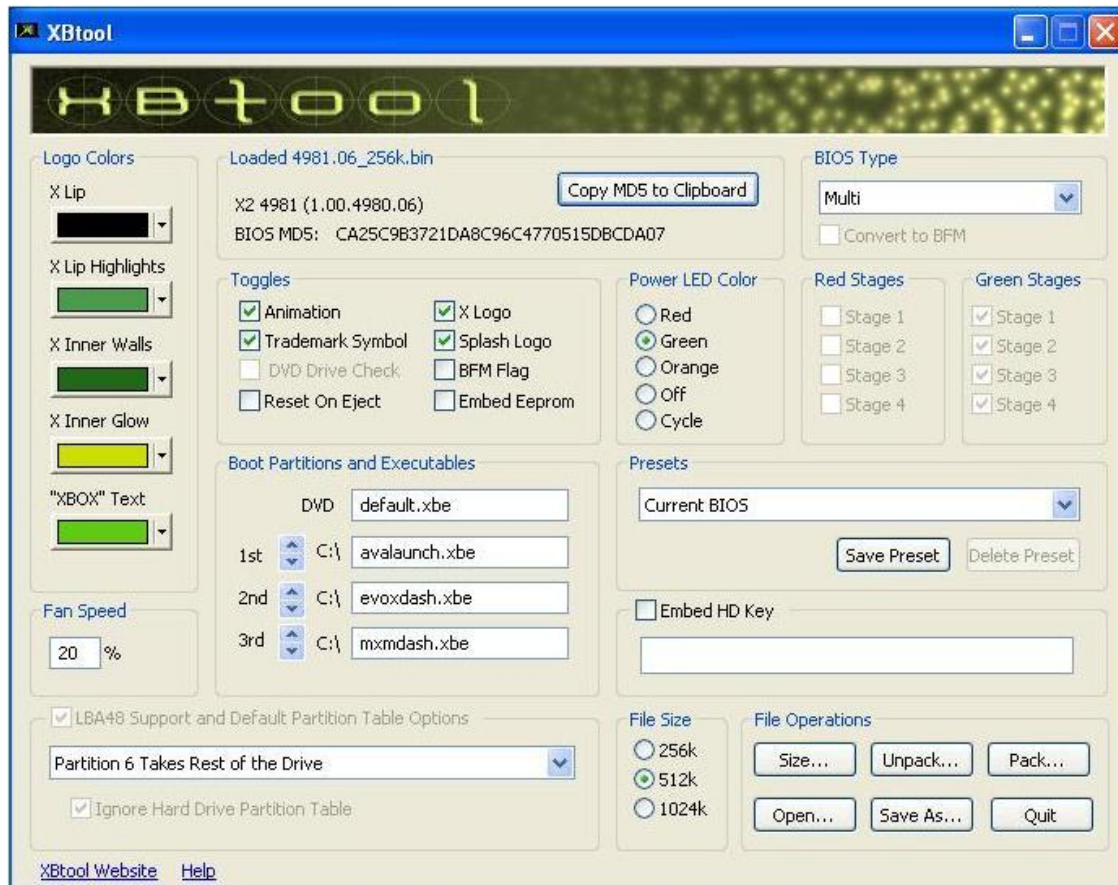 XBtool
xBtool
Logo Colors
X Lip
X Lip Highlights
X Inner Walls
X Inner Glow
"XBOX" Text
Loaded 4981.06_256k.bin
Copy MD5 to Clipboard
X2 4981 (1.00.4980.06)
BIOS MD5: CA25C9B3721DA8C96C4770515DBCDA07
BIOS Type
Multi
Convert to BFM
Toggles
Animation
X Logo
Trademark Symbol
Splash Logo
DVD Drive Check
BFM Flag
Reset On Eject
Embed Eeprom
Power LED Color
Red
Green
Orange
Off
Cycle
Red Stages
Stage 1
Stage 2
Stage 3
Stage 4
Green Stages
Stage 1
Stage 2
Stage 3
Stage 4
Boot Partitions and Executables
DVD default.xbe
1st C:\ avalaunch.xbe
2nd C:\ evoxdash.xbe
3rd C:\ mxmdash.xbe
Presets
Current BIOS
Save Preset
Delete Preset
Fan Speed
20 %
Embed HD Key
LBA48 Support and Default Partition Table Options
Partition 6 Takes Rest of the Drive
Ignore Hard Drive Partition Table
File Size
256k
512k
1024k
File Operations
Size... Unpack... Pack...
Open... Save As... Quit
XBtool Website Help